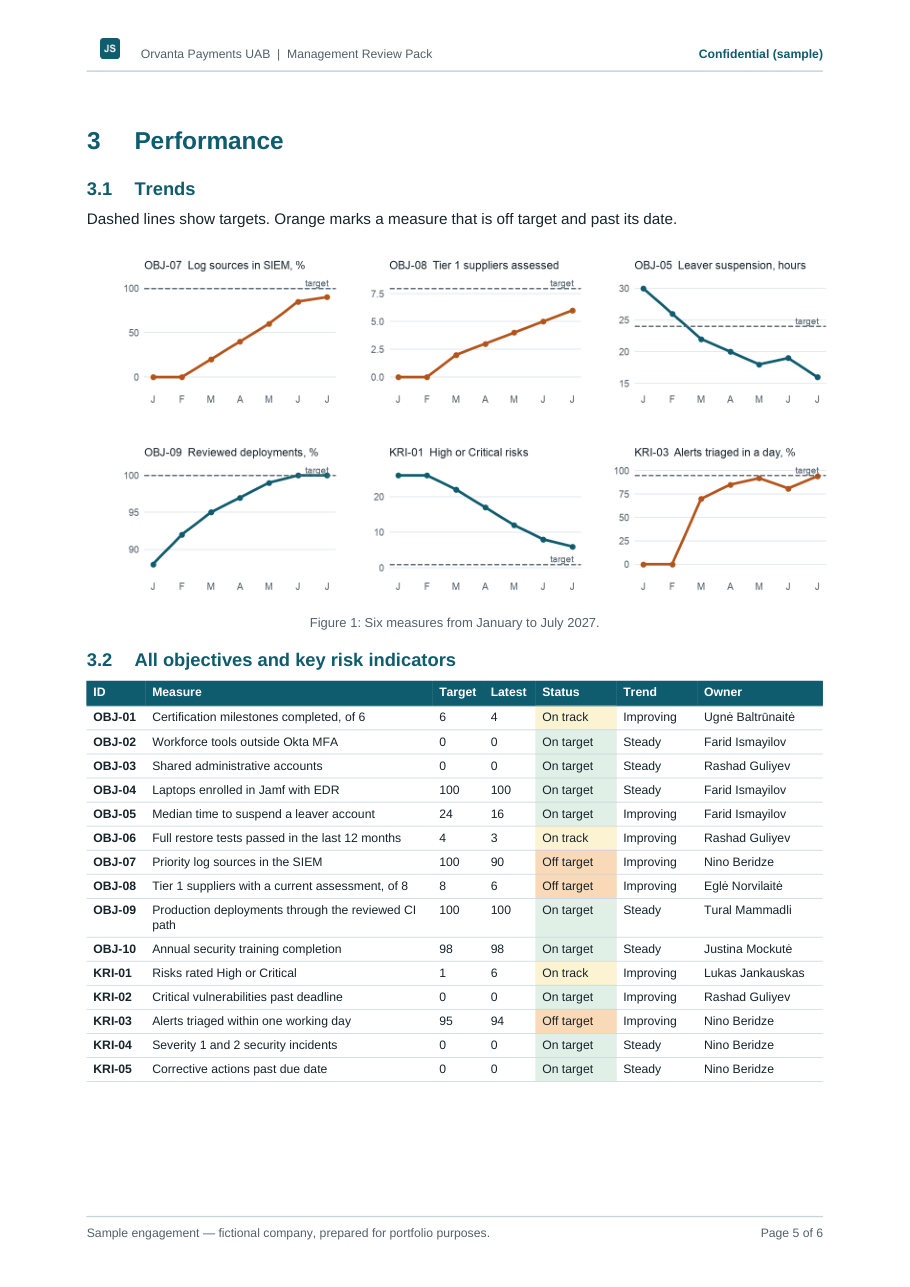 JS
Orvanta Payments UAB | Management Review Pack
Confidential (sample)
3 Performance
3.1 Trends
Dashed lines show targets. Orange marks a measure that is off target and past its date.
OBJ-07 Log sources in SIEM, %
target
100
50
0
J F M A M J J
OBJ-08 Tier 1 suppliers assessed
target
7.5
5.0
2.5
0.0
J F M A M J J
OBJ-05 Leaver suspension, hours
30
25
target
20
15
J F M A M J J
OBJ-09 Reviewed deployments, %
target
100
95
90
J F M A M J J
KRI-01 High or Critical risks
20
10
target
0
J F M A M J J
KRI-03 Alerts triaged in a day, %
100
target
75
50
25
0
J F M A M J J
Figure 1: Six measures from January to July 2027.
3.2 All objectives and key risk indicators
ID Measure Target Latest Status Trend Owner
OBJ-01 Certification milestones completed, of 6 6 4 On track Improving Ugnė Baltrūnaitė
OBJ-02 Workforce tools outside Okta MFA 0 0 On target Steady Farid Ismayilov
OBJ-03 Shared administrative accounts 0 0 On target Steady Rashad Guliyev
OBJ-04 Laptops enrolled in Jamf with EDR 100 100 On target Steady Farid Ismayilov
OBJ-05 Median time to suspend a leaver account 24 16 On target Improving Farid Ismayilov
OBJ-06 Full restore tests passed in the last 12 months 4 3 On track Improving Rashad Guliyev
OBJ-07 Priority log sources in the SIEM 100 90 Off target Improving Nino Beridze
OBJ-08 Tier 1 suppliers with a current assessment, of 8 8 6 Off target Improving Eglė Norvilaitė
OBJ-09 Production deployments through the reviewed CI 100 100 On target Steady Tural Mammadli
path
OBJ-10 Annual security training completion 98 98 On target Steady Justina Mockutė
KRI-01 Risks rated High or Critical 1 6 On track Improving Lukas Jankauskas
KRI-02 Critical vulnerabilities past deadline 0 0 On target Improving Rashad Guliyev
KRI-03 Alerts triaged within one working day 95 94 Off target Improving Nino Beridze
KRI-04 Severity 1 and 2 security incidents 0 0 On target Steady Nino Beridze
KRI-05 Corrective actions past due date 0 0 On target Steady Nino Beridze
Sample engagement — fictional company, prepared for portfolio purposes.
Page 5 of 6